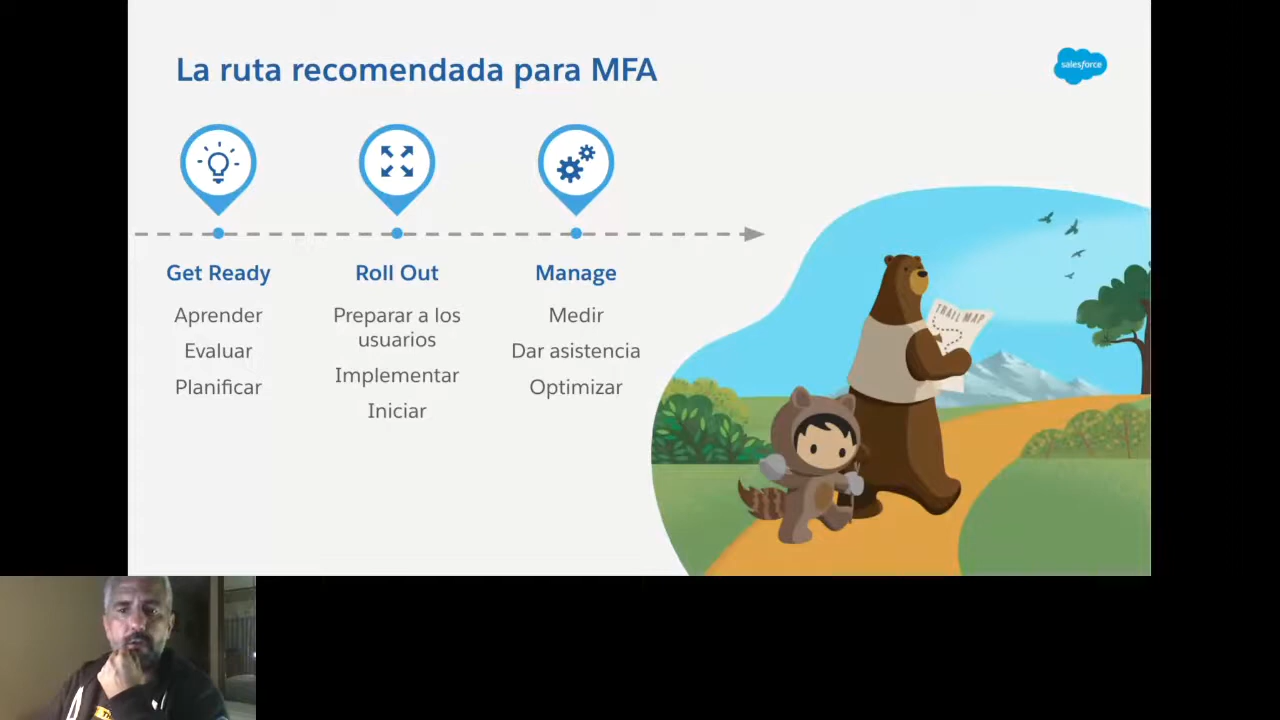 La ruta recomendada para MFA
salesforce
Get Ready
Aprender
Evaluar
Planificar
Roll Out
Preparar a los
usuarios
Implementar
Iniciar
Manage
Medir
Dar asistencia
Optimizar
TRAIL MAP